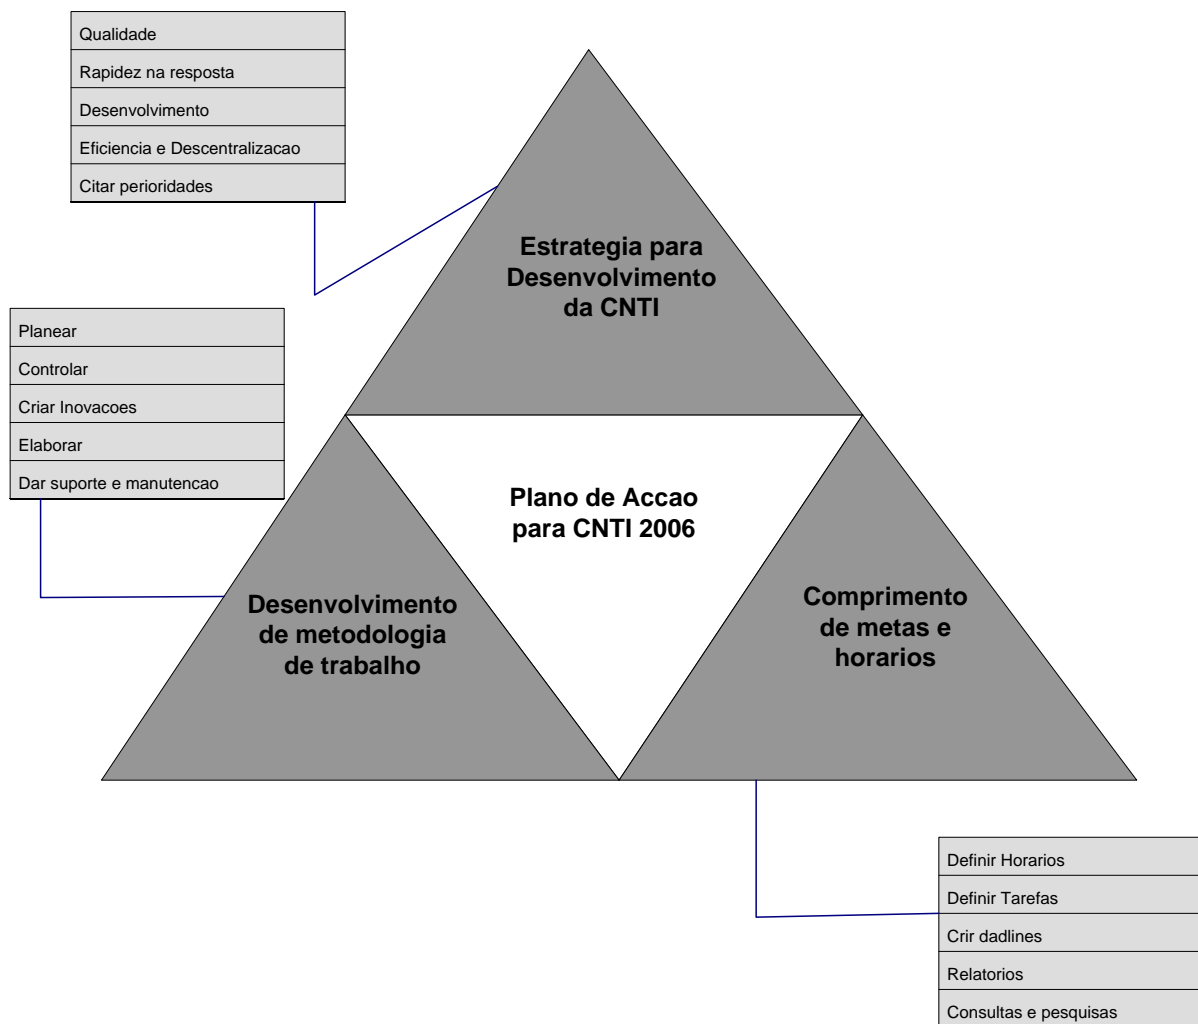 Qualidade
Rapidez na resposta
Desenvolvimento
Eficiencia e Descentralizacao
Citar perioridades
Estrategia para
Desenvolvimento
da CNTI
Planear
Controlar
Criar Inovacoes
Elaborar
Dar suporte e manutencao
Plano de Accao
para CNTI 2006
Desenvolvimento
de metodologia
de trabalho
Comprimento
de metas e
horarios
Definir Horarios
Definir Tarefas
Crir dadlines
Relatorios
Consultas e pesquisas